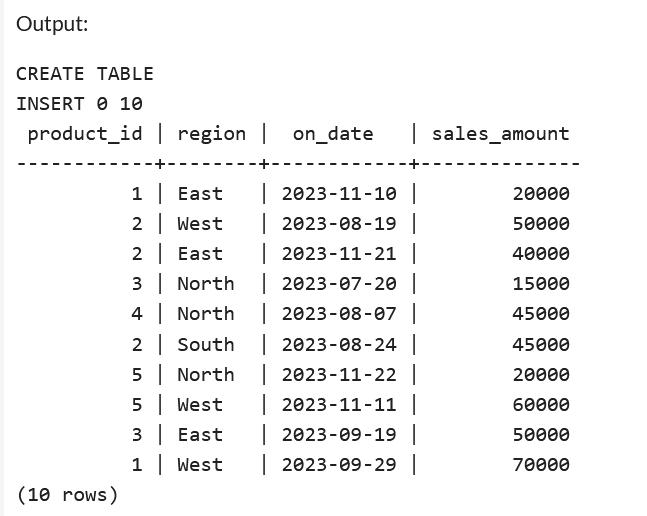 Output:
CREATE TABLE
INSERT 0 10
 product_id | region |  on_date   | sales_amount
------------+--------+------------+--------------
          1 | East   | 2023-11-10 |        20000
          2 | West   | 2023-08-19 |        50000
          2 | East   | 2023-11-21 |        40000
          3 | North  | 2023-07-20 |        15000
          4 | North  | 2023-08-07 |        45000
          2 | South  | 2023-08-24 |        45000
          5 | North  | 2023-11-22 |        20000
          5 | West   | 2023-11-11 |        60000
          3 | East   | 2023-09-19 |        50000
          1 | West   | 2023-09-29 |        70000
(10 rows)